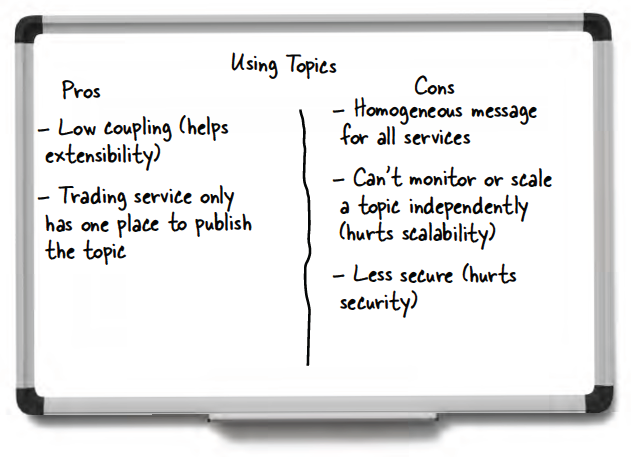 Using Topics
Pros
– Low coupling (helps
extensibility)
– Trading service only
has one place to publish
the topic
Cons
– Homogeneous message
for all services
– Can't monitor or scale
a topic independently
(hurts scalability)
– Less secure (hurts
security)